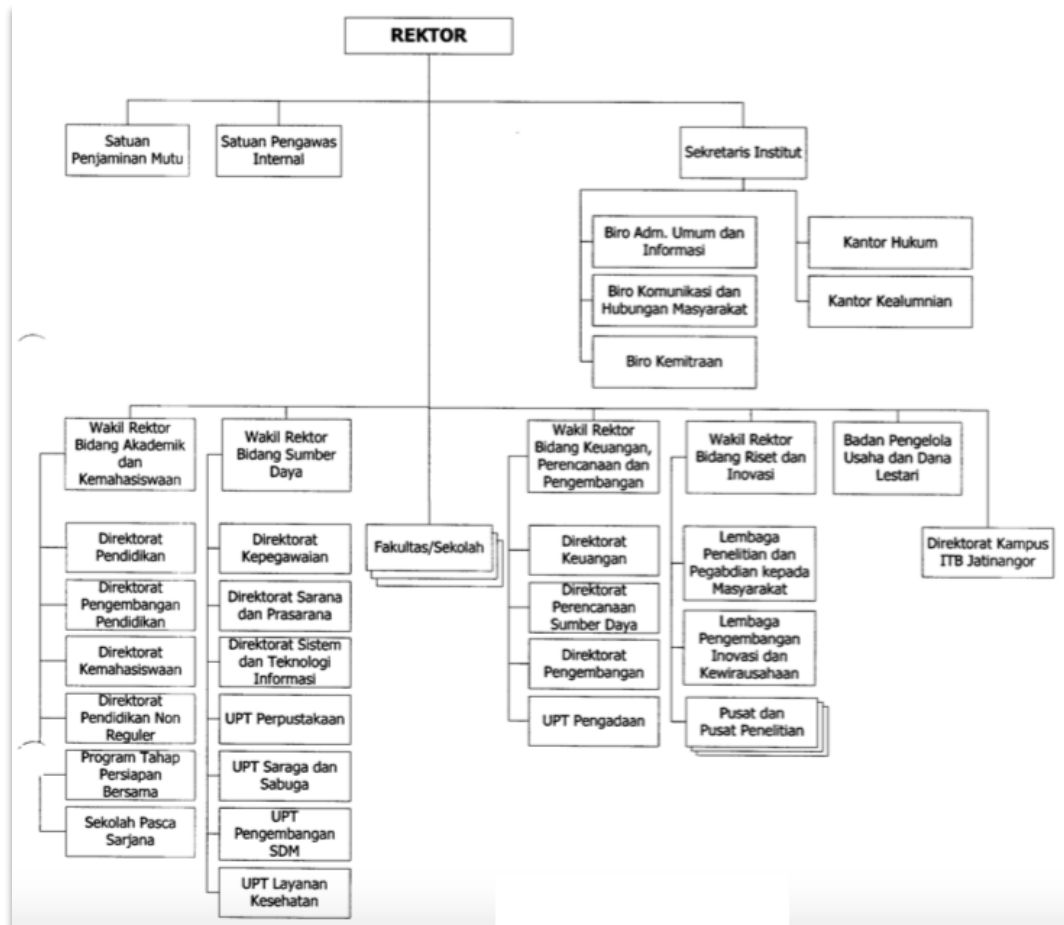 REKTOR
Satuan
Penjaminan Mutu
Satuan Pengawas
Internal
Sekretaris Institut
Biro Adm. Umum dan
Informasi
Kantor Hukum
Biro Komunikasi dan
Hubungan Masyarakat
Kantor Kealumnian
Biro Kemitraan
Wakil Rektor
Bidang Akademik
dan
Kemahasiswaan
Wakil Rektor
Bidang Sumber
Daya
Wakil Rektor
Bidang Keuangan,
Perencanaan dan
Pengembangan
Wakil Rektor
Bidang Riset dan
Inovasi
Badan Pengelola
Usaha dan Dana
Lestari
Direktorat
Pendidikan
Direktorat
Pengembangan
Pendidikan
Direktorat
Kemahasiswaan
Direktorat
Pendidikan Non
Reguler
Program Tahap
Persiapan
Bersama
Sekolah Pasca
Sarjana
Direktorat
Kepegawaian
Direktorat Sarana
dan Prasarana
Direktorat Sistem
dan Teknologi
Informasi
UPT Perpustakaan
UPT Saraga dan
Sabuga
UPT
Pengembangan
SDM
UPT Layanan
Kesehatan
Fakultas/Sekolah
Direktorat
Keuangan
Direktorat
Perencanaan
Sumber Daya
Direktorat
Pengembangan
UPT Pengadaan
Lembaga
Penelitian dan
Pegabdian kepada
Masyarakat
Lembaga
Pengembangan
Inovasi dan
Kewirausahaan
Pusat dan
Pusat Penelitian
Direktorat Kampus
ITB Jatinangor